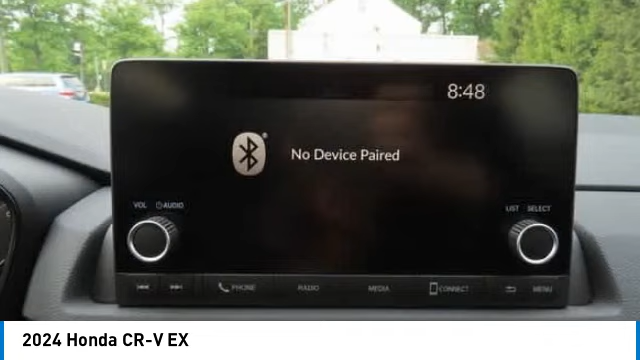 8:48
No Device Paired
VOL AUDIO
LIST SELECT
PHONE RADIO MEDIA CONNECT MENU
2024 Honda CR-V EX